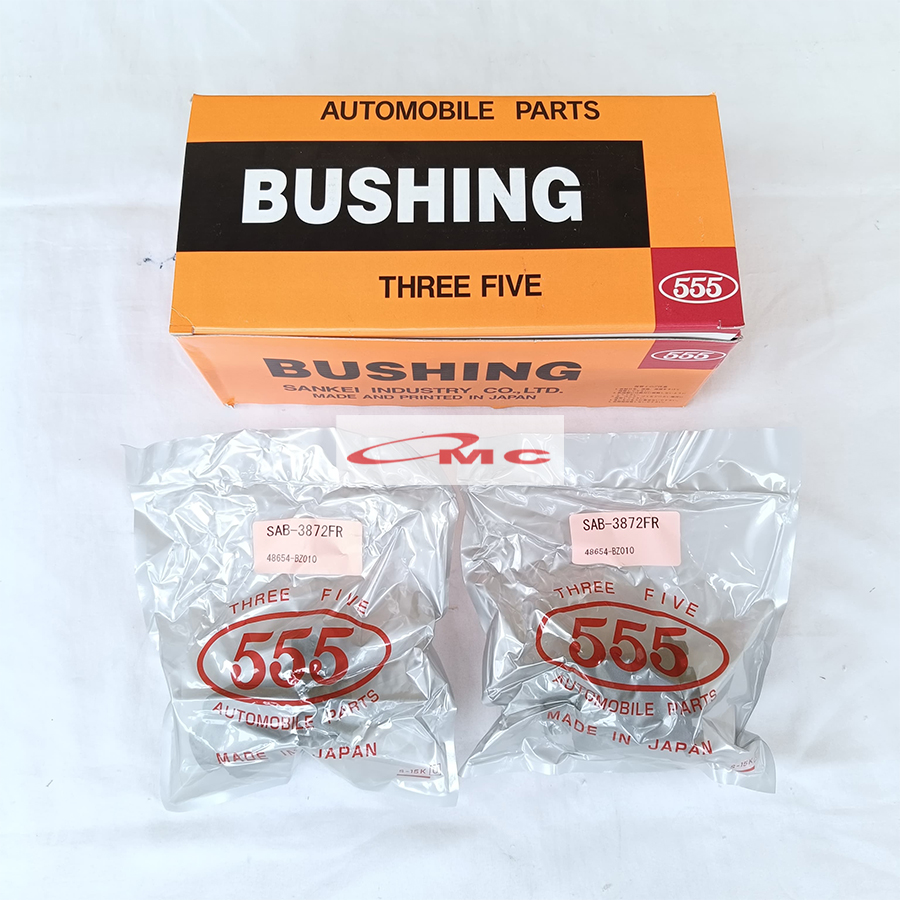 AUTOMOBILE PARTS
BUSHING
THREE FIVE
555
555
BUSHING
SANKEI INDUSTRY CO.,LTD.
MADE AND PRINTED IN JAPAN
MC
SAB-3872FR
48654-BZ010
THREE FIVE
555
AUTOMOBILE PARTS
MADE IN JAPAN
S-15K
SAB-3872FR
48654-BZ010
THREE FIVE
555
AUTOMOBILE PARTS
MADE IN JAPAN
S-15K